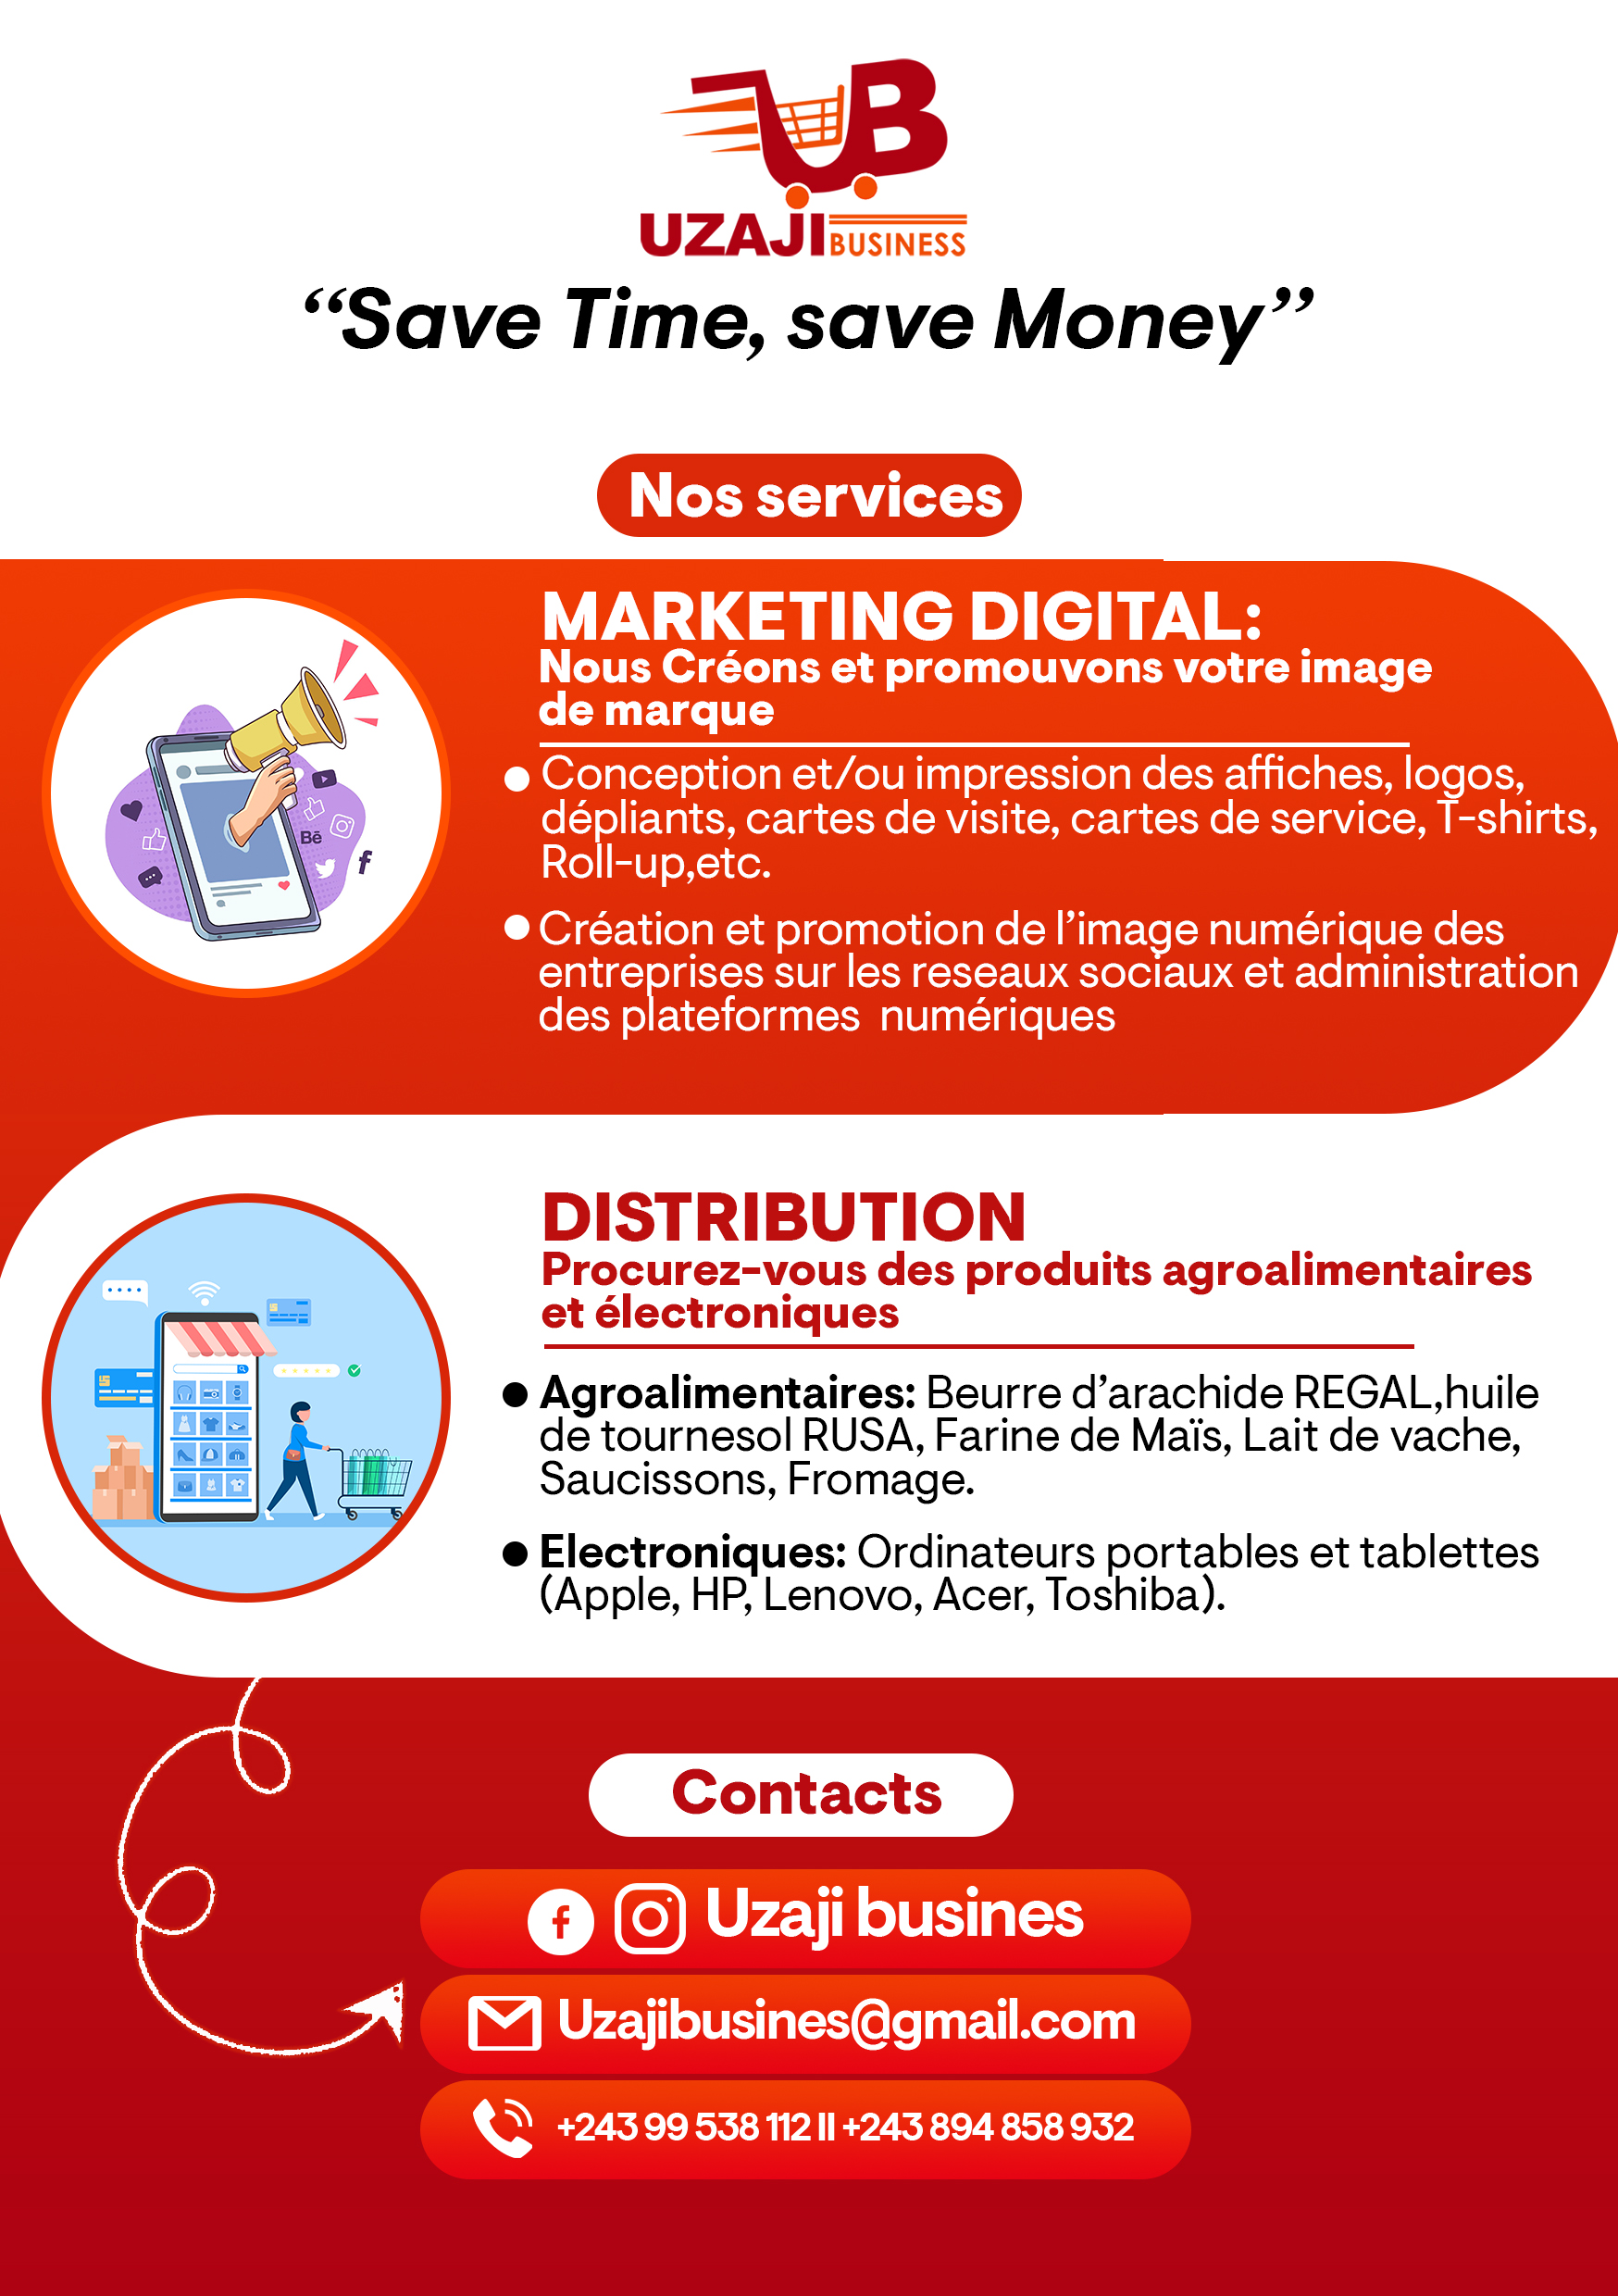 UB
UZAJI BUSINESS
“Save Time, save Money”
Nos services
MARKETING DIGITAL:
Nous Créons et promouvons votre image
de marque
Conception et/ou impression des affiches, logos,
dépliants, cartes de visite, cartes de service, T-shirts,
Roll-up,etc.
Création et promotion de l’image numérique des
entreprises sur les reseaux sociaux et administration
des plateformes  numériques
Bē
DISTRIBUTION
Procurez-vous des produits agroalimentaires
et électroniques
Agroalimentaires: Beurre d’arachide REGAL,huile
de tournesol RUSA, Farine de Maïs, Lait de vache,
Saucissons, Fromage.
Electroniques: Ordinateurs portables et tablettes
(Apple, HP, Lenovo, Acer, Toshiba).
Contacts
Uzaji busines
Uzajibusines@gmail.com
+243 99 538 112 II +243 894 858 932